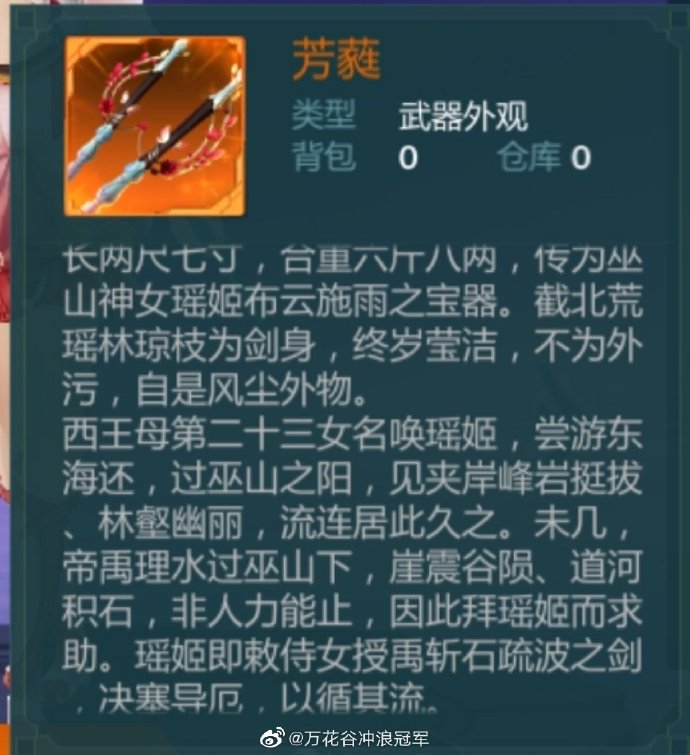 芳蕤
类型 武器外观
背包 0 仓库 0
长两尺七寸，合重六斤八两，传为巫
山神女瑶姬布云施雨之宝器。截北荒
瑶林琼枝为剑身，终岁莹洁，不为外
污，自是风尘外物。
西王母第二十三女名唤瑶姬，尝游东
海还，过巫山之阳，见夹岸峰岩挺拔
、林壑幽丽，流连居此久之。未几，
帝禹理水过巫山下，崖震谷陨、道河
积石，非人力能止，因此拜瑶姬而求
助。瑶姬即敕侍女授禹斩石疏波之剑
，决塞导厄，以循其流。
@万花谷冲浪冠军